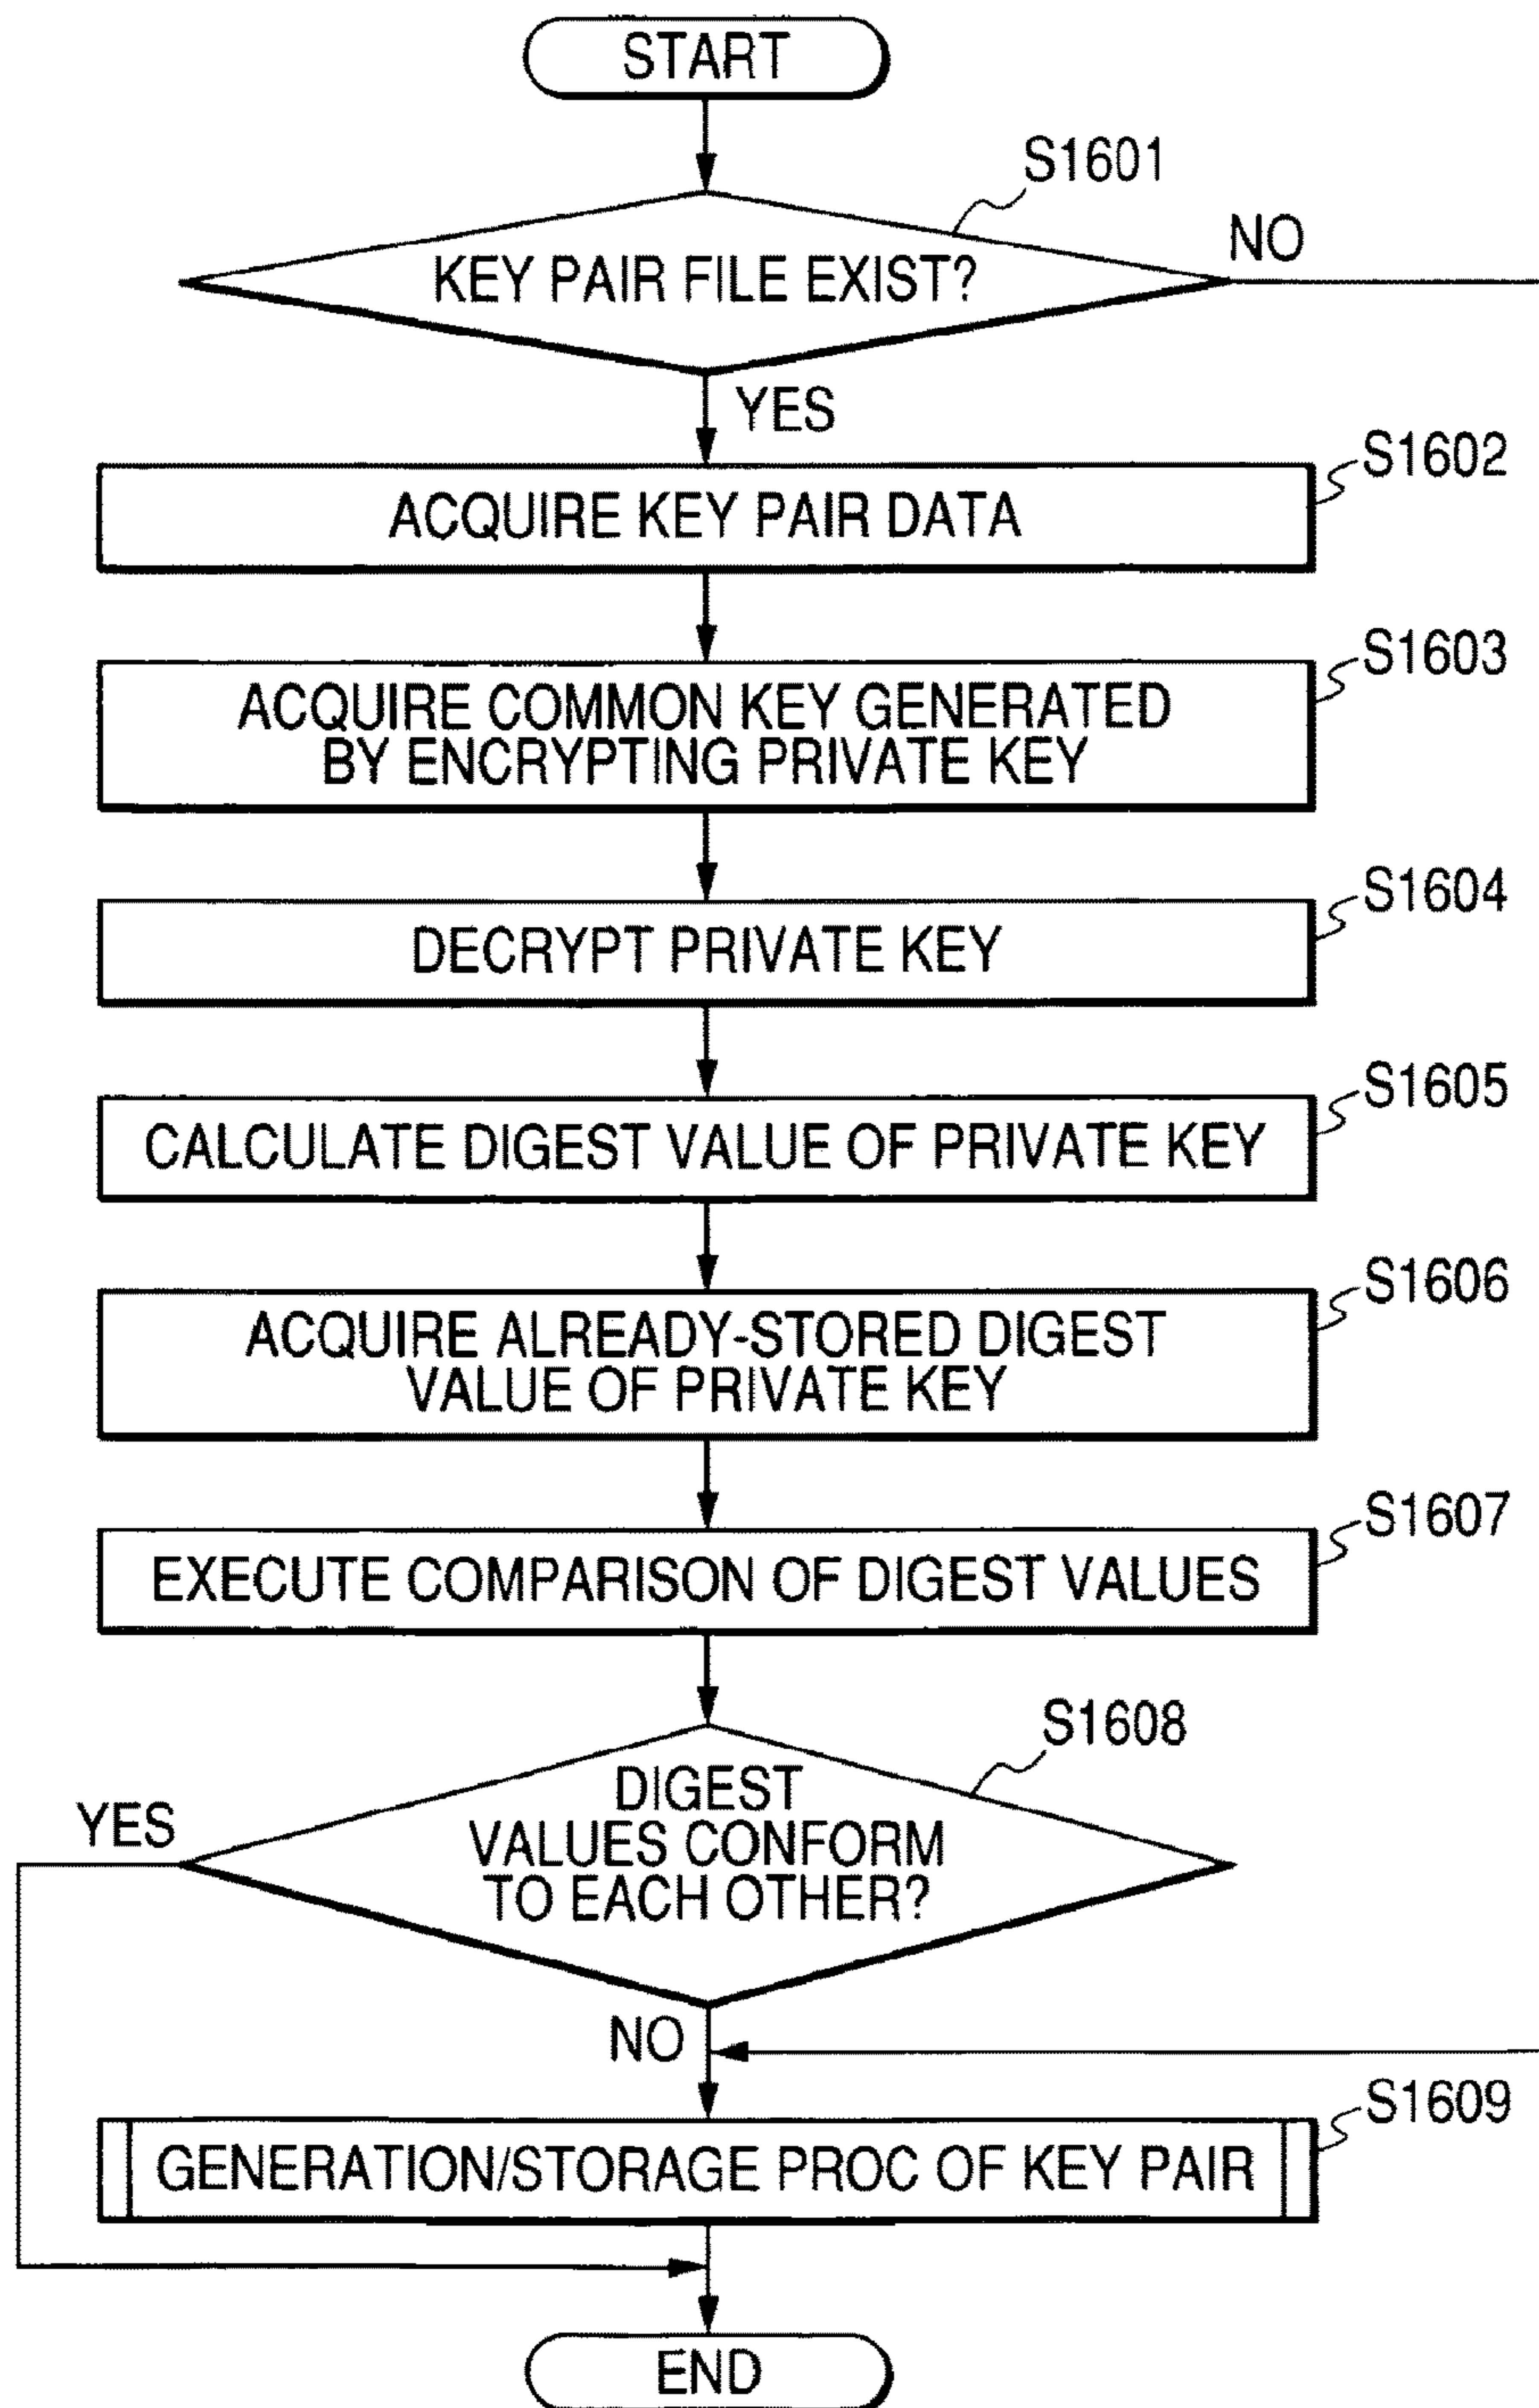 START
S1601
NO
KEY PAIR FILE EXIST?
YES
S1602
ACQUIRE KEY PAIR DATA
S1603
ACQUIRE COMMON KEY GENERATED
BY ENCRYPTING PRIVATE KEY
S1604
DECRYPT PRIVATE KEY
S1605
CALCULATE DIGEST VALUE OF PRIVATE KEY
S1606
ACQUIRE ALREADY-STORED DIGEST
VALUE OF PRIVATE KEY
S1607
EXECUTE COMPARISON OF DIGEST VALUES
S1608
YES
DIGEST
VALUES CONFORM
TO EACH OTHER?
NO
S1609
GENERATION/STORAGE PROC OF KEY PAIR
END